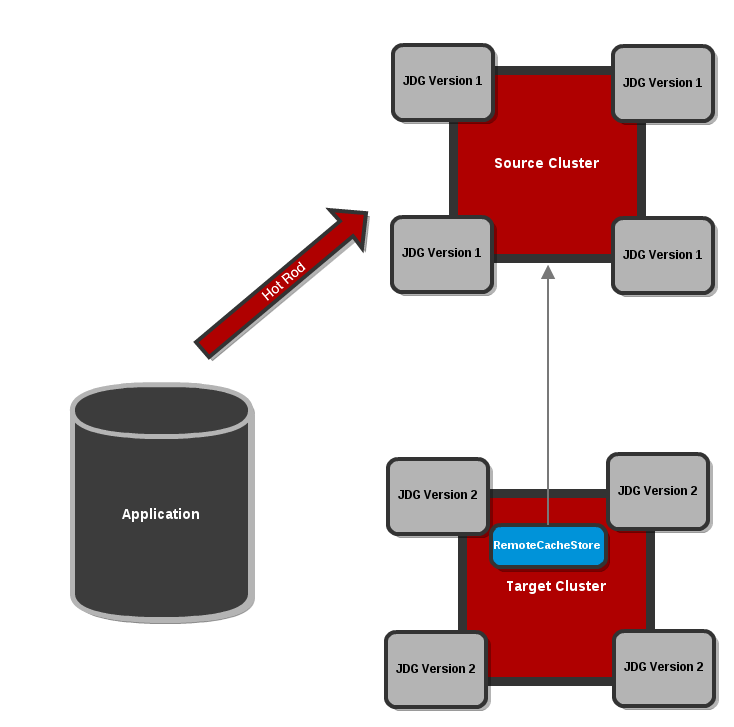 JDG Version 1
JDG Version 1
Source Cluster
JDG Version 1
JDG Version 1
Hot Rod
Application
JDG Version 2
JDG Version 2
RemoteCacheStore
Target Cluster
JDG Version 2
JDG Version 2